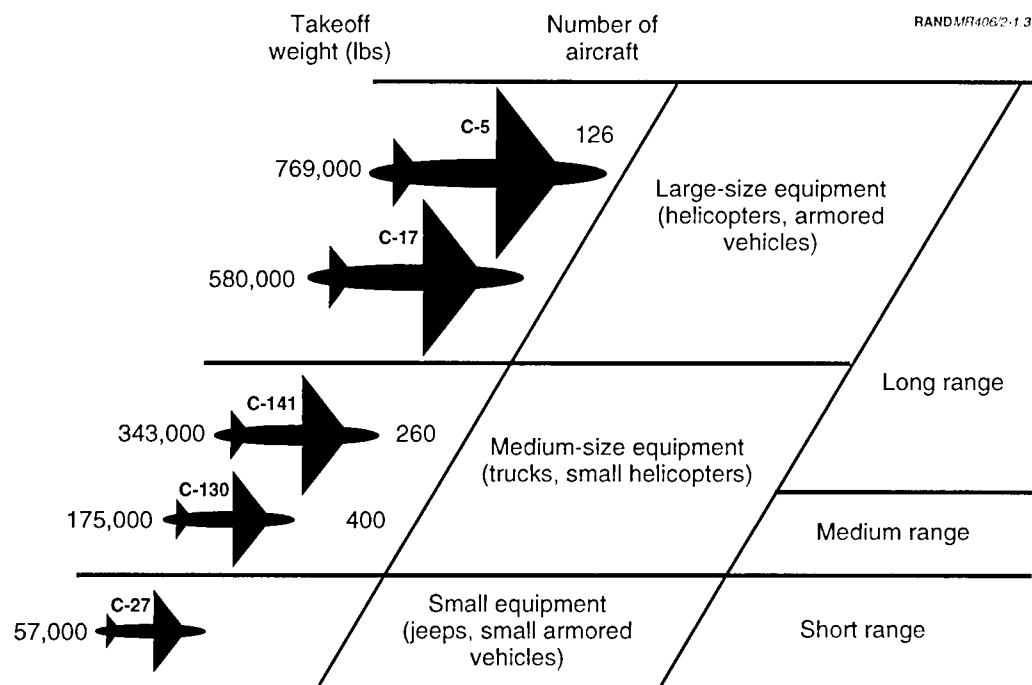 Takeoff
weight (lbs)
Number of
aircraft
RANDMR406/2-1.3
C-5
126
769,000
Large-size equipment
(helicopters, armored
vehicles)
C-17
580,000
Long range
C-141
343,000
260
Medium-size equipment
(trucks, small helicopters)
C-130
175,000
400
Medium range
C-27
57,000
Small equipment
(jeeps, small armored
vehicles)
Short range